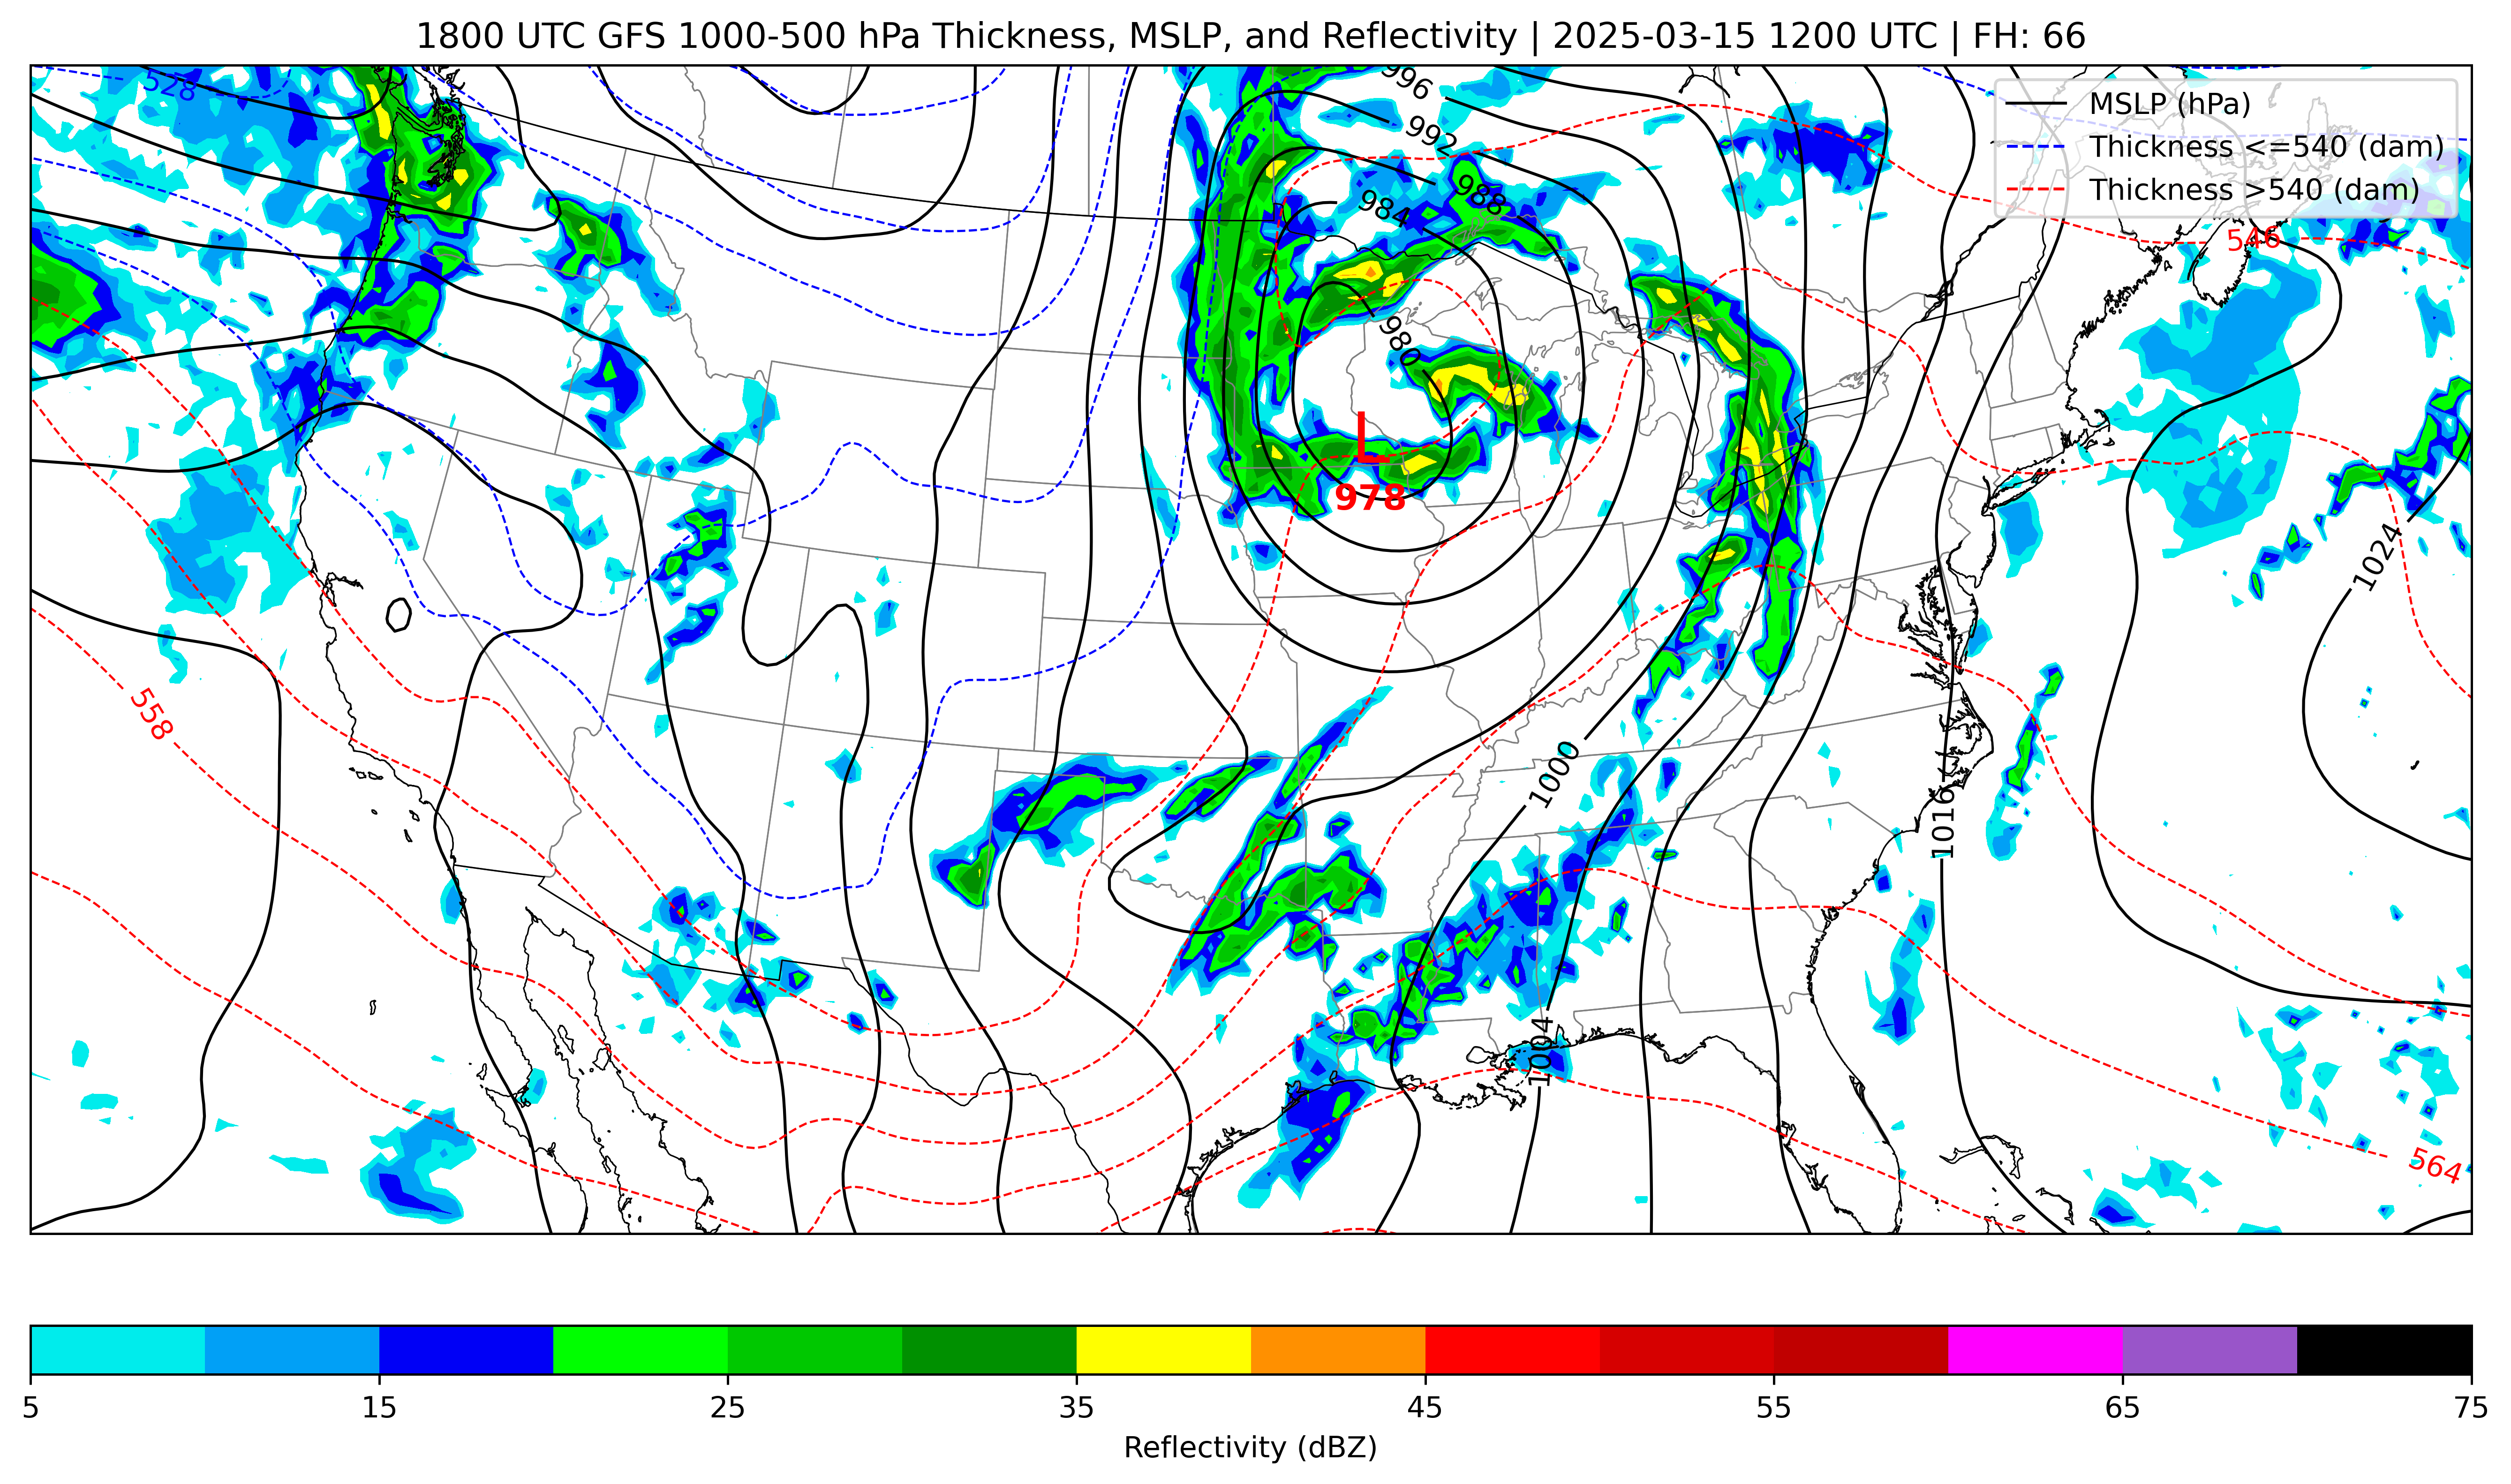 1800 UTC GFS 1000-500 hPa Thickness, MSLP, and Reflectivity | 2025-03-15 1200 UTC | FH: 66
MSLP (hPa)
Thickness <=540 (dam)
Thickness >540 (dam)
528
996
992
988
984
980
546
L
978
1024
558
1000
1016
1004
564
5 15 25 35 45 55 65 75
Reflectivity (dBZ)